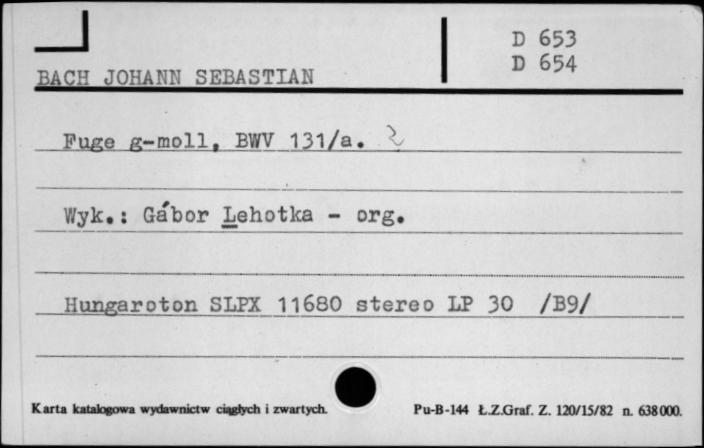 D 653
D 654
BACH JOHANN SEBASTIAN
Fuge g-moll, BWV 131/a.
Wyk.: Gábor Lehotka - org.
Hungaroton SLPX 11680 stereo LP 30 /B9/
Karta katalogowa wydawnictw ciągłych i zwartych. Pu-B-144 Ł.Z.Graf. Z. 120/15/82 n. 638000.